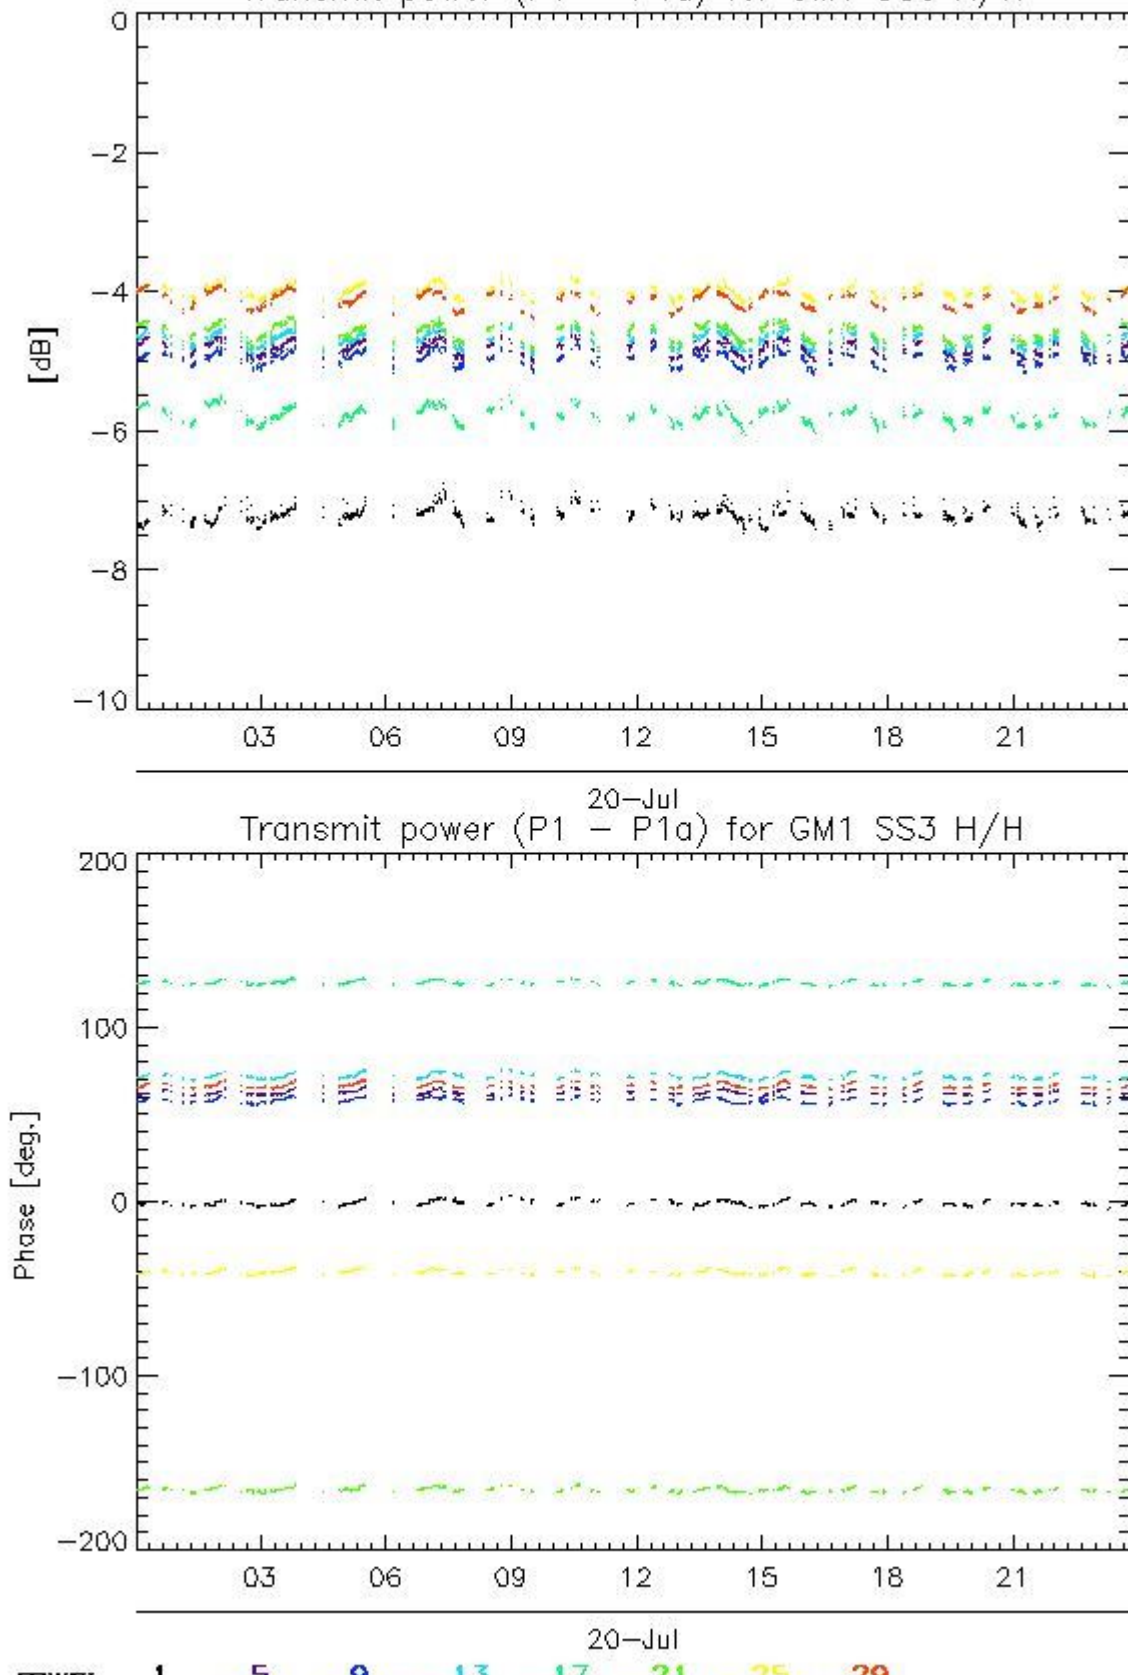 0
−2
−4
[dB]
−6
−8
−10
03 06 09 12 15 18 21
20−Jul
Transmit power (P1 − P1a) for GM1 SS3 H/H
200
100
0
Phase [deg.]
−100
−200
03 06 09 12 15 18 21
20−Jul
1 5 9 13 17 21 25 29